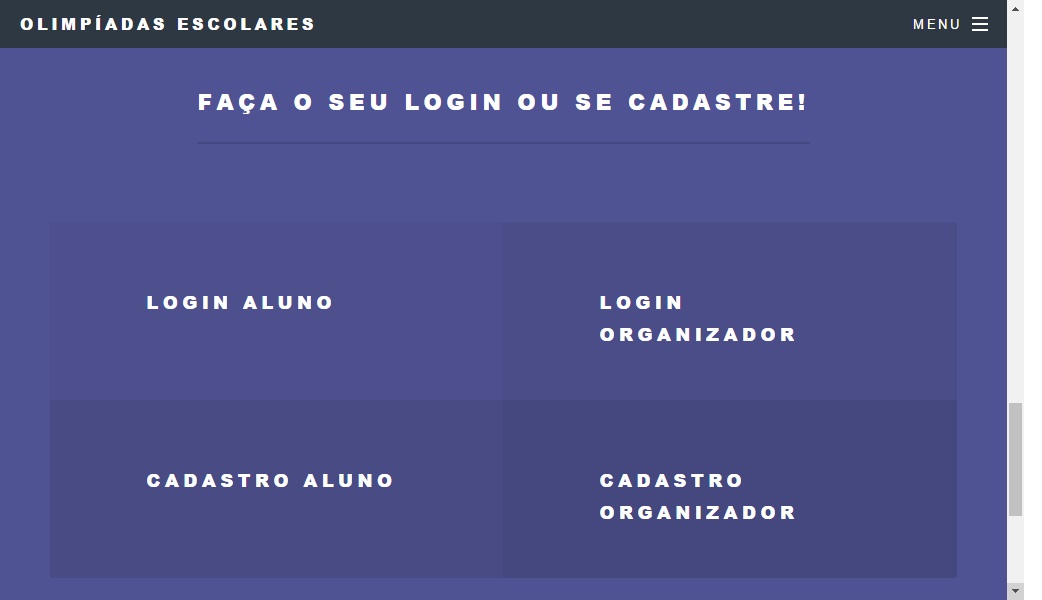 OLIMPÍADAS ESCOLARES
MENU
FAÇA O SEU LOGIN OU SE CADASTRE!
LOGIN ALUNO
LOGIN
ORGANIZADOR
CADASTRO ALUNO
CADASTRO
ORGANIZADOR